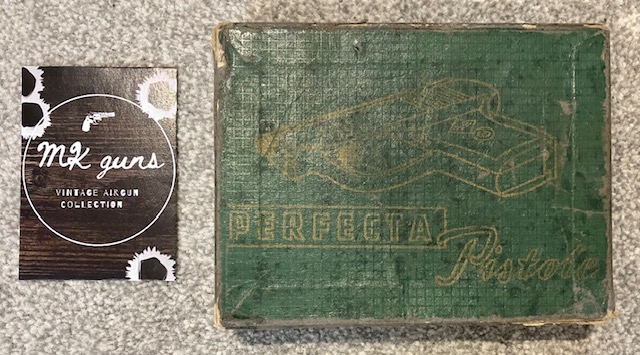 MK guns
VINTAGE AIRGUN
COLLECTION
PERFECTA
Pistole